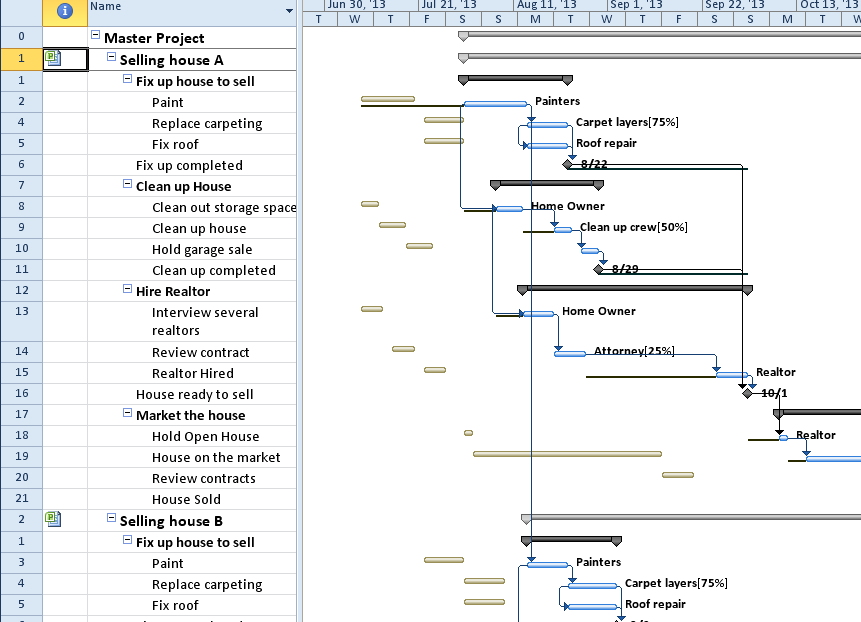 Name
Jun 30, '13 Jul 21, '13 Aug 11, '13 Sep 1, '13 Sep 22, '13 Oct 13, '
T W T F S S M T W T F S S M T W
0 Master Project
1 Selling house A
1 Fix up house to sell
2 Paint Painters
4 Replace carpeting Carpet layers[75%]
5 Fix roof Roof repair
6 Fix up completed 8/22
7 Clean up House
8 Clean out storage space Home Owner
9 Clean up house Clean up crew[50%]
10 Hold garage sale
11 Clean up completed 8/29
12 Hire Realtor
13 Interview several Home Owner
realtors
14 Review contract Attorney[25%]
15 Realtor Hired Realtor
16 House ready to sell 10/1
17 Market the house
18 Hold Open House Realtor
19 House on the market
20 Review contracts
21 House Sold
2 Selling house B
1 Fix up house to sell
3 Paint Painters
4 Replace carpeting Carpet layers[75%]
5 Fix roof Roof repair